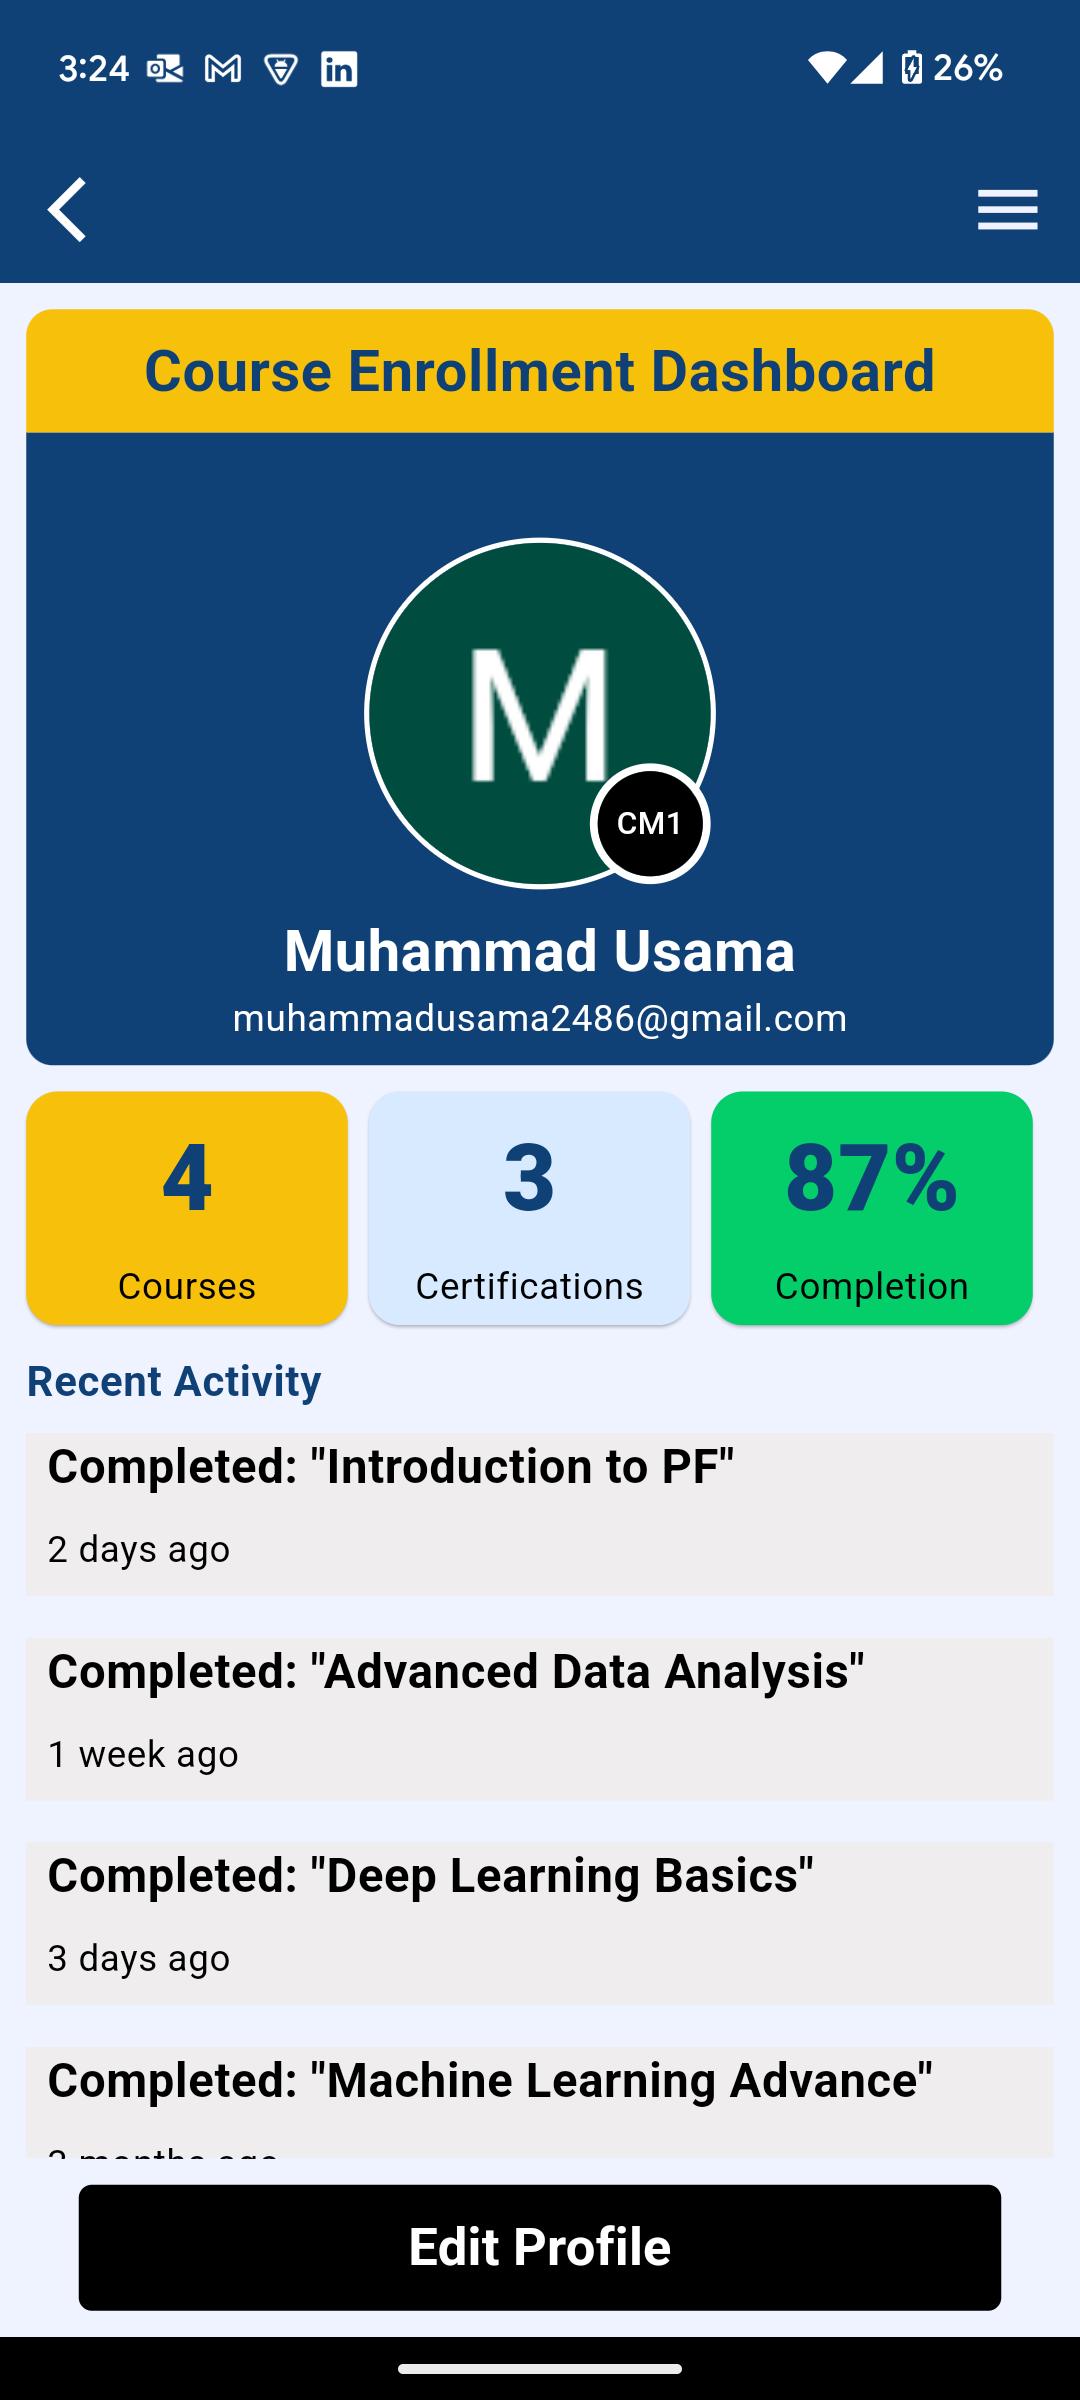 3:24 26%
Course Enrollment Dashboard
M
CM1
Muhammad Usama
muhammadusama2486@gmail.com
4 3 87%
Courses Certifications Completion
Recent Activity
Completed: "Introduction to PF"
2 days ago
Completed: "Advanced Data Analysis"
1 week ago
Completed: "Deep Learning Basics"
3 days ago
Completed: "Machine Learning Advance"
months ago
Edit Profile